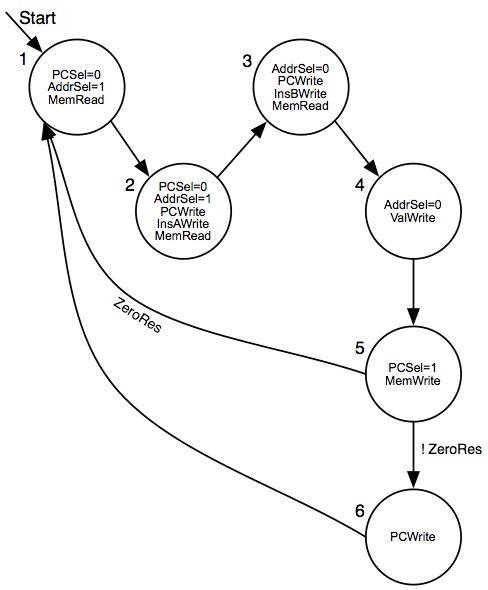 Start
1
PCSel=0
AddrSel=1
MemRead
2
PCSel=0
AddrSel=1
PCWrite
InsAWrite
MemRead
3
AddrSel=0
PCWrite
InsBWrite
MemRead
4
AddrSel=0
ValWrite
ZeroRes
5
PCSel=1
MemWrite
! ZeroRes
6
PCWrite